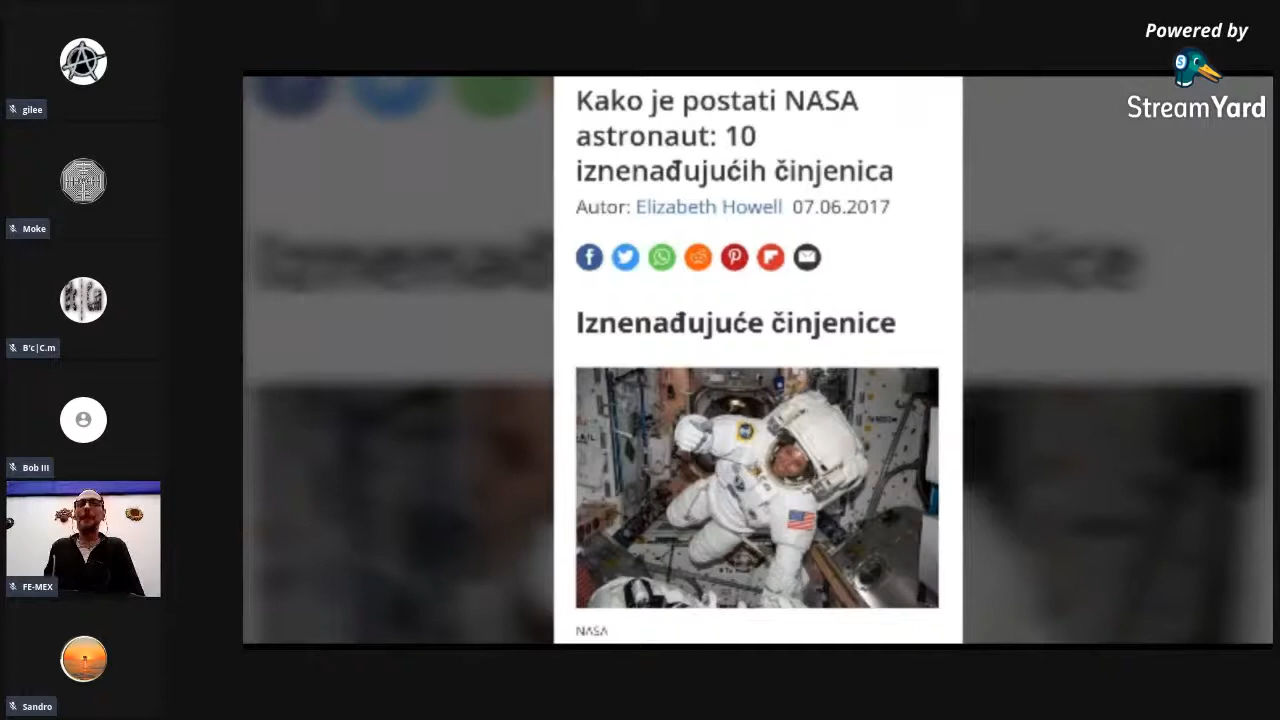 Powered by
StreamYard
gilee
Moke
B'c|C.m
Bob III
FE-MEX
Sandro
Kako je postati NASA
astronaut: 10
iznenađujućih činjenica
Autor: Elizabeth Howell 07.06.2017
Iznenađujuće činjenice
NASA